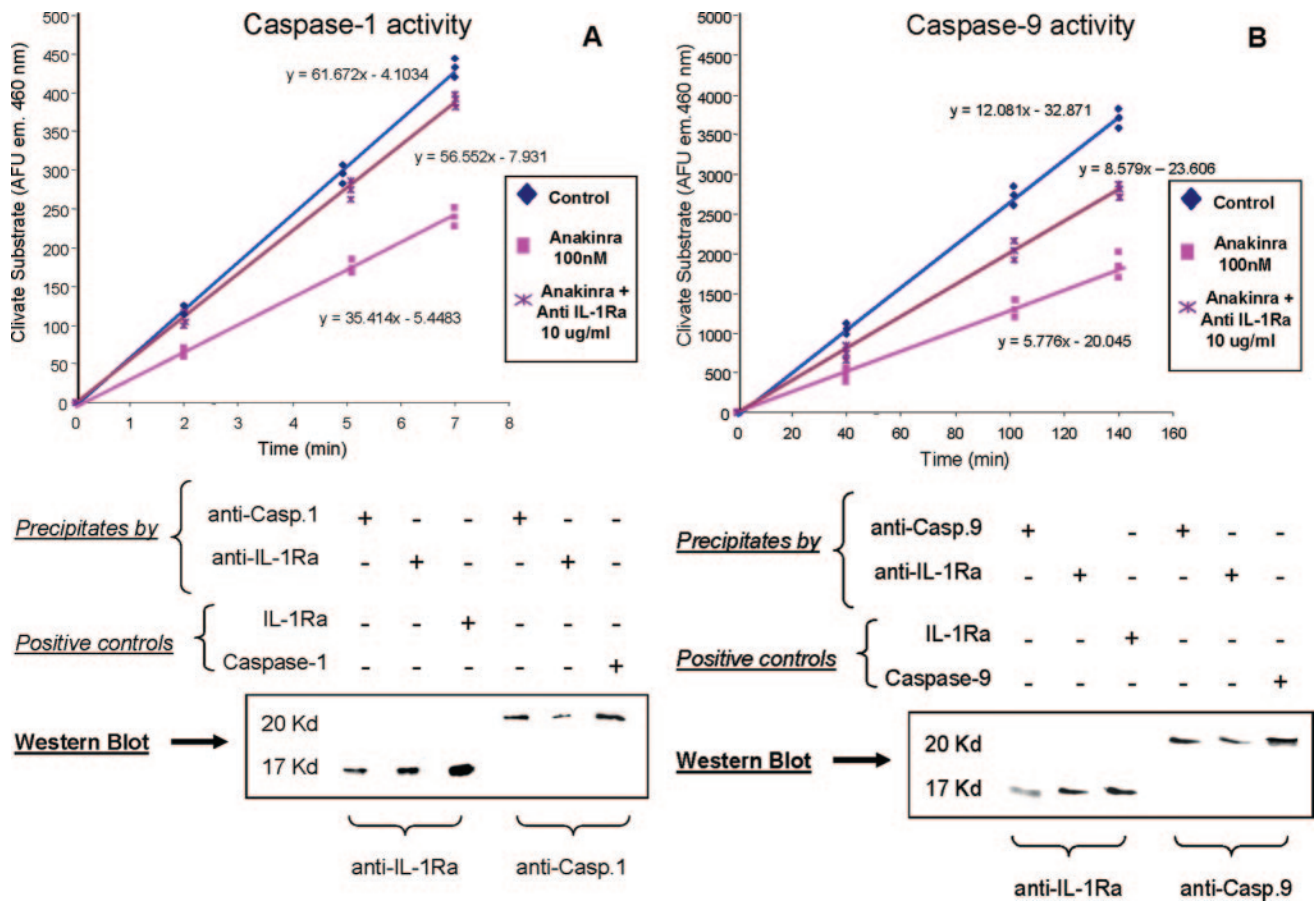 Caspase-1 activity
A
Clivate Substrate (AFU em. 460 nm)
500
450
400
350
300
250
200
150
100
50
0
y = 61.672x - 4.1034
y = 56.552x - 7.931
y = 35.414x - 5.4483
Control
Anakinra
100nM
Anakinra +
Anti IL-1Ra
10 ug/ml
0 1 2 3 4 5 6 7 8
Time (min)
Caspase-9 activity
B
Clivate Substrate (AFU em. 460 nm)
5000
4500
4000
3500
3000
2500
2000
1500
1000
500
0
y = 12.081x - 32.871
y = 8.579x – 23.606
y = 5.776x - 20.045
Control
Anakinra
100nM
Anakinra +
Anti IL-1Ra
10 ug/ml
0 20 40 60 80 100 120 140 160
Time (min)
Precipitates by
anti-Casp.1 + - - + - -
anti-IL-1Ra - + - - + -
Positive controls
IL-1Ra - - + - - -
Caspase-1 - - - - - +
Western Blot
20 Kd
17 Kd
anti-IL-1Ra anti-Casp.1
Precipitates by
anti-Casp.9 + - + - -
anti-IL-1Ra - + - - + -
Positive controls
IL-1Ra - - + - - -
Caspase-9 - - - - - +
Western Blot
20 Kd
17 Kd
anti-IL-1Ra anti-Casp.9